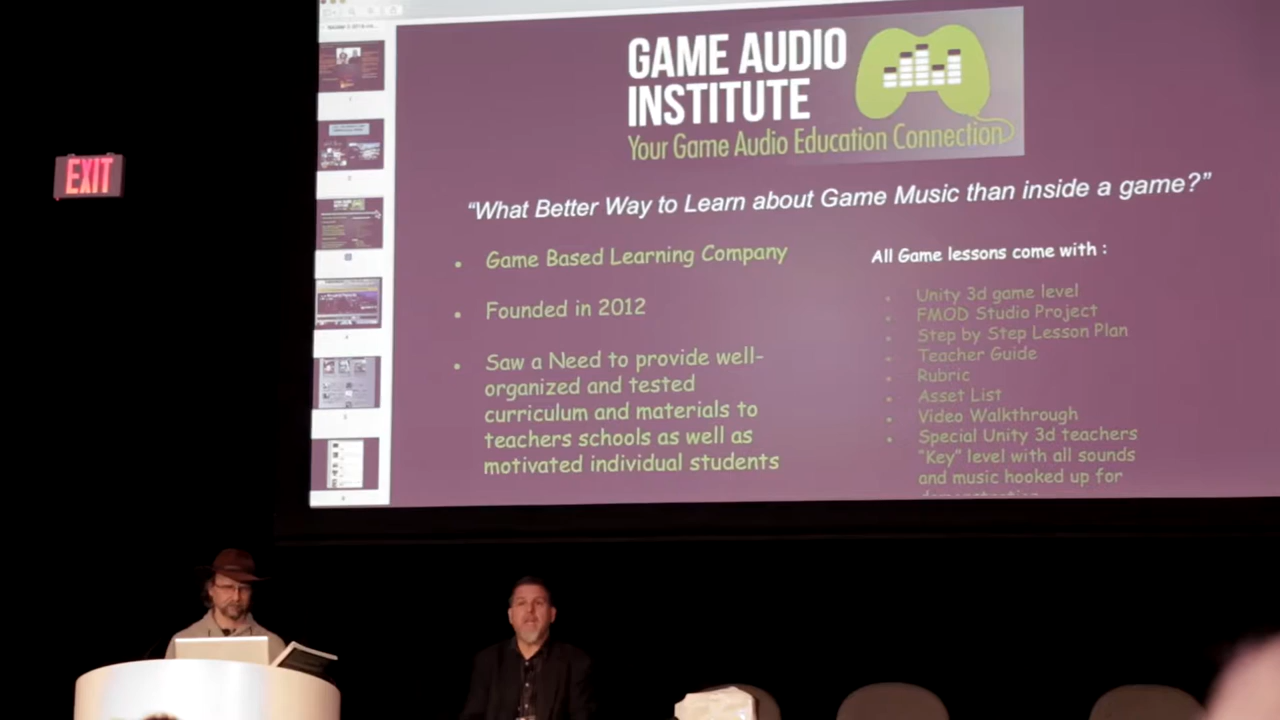 EXIT
GAME AUDIO
INSTITUTE
Your Game Audio Education Connection
“What Better Way to Learn about Game Music than inside a game?”
Game Based Learning Company
Founded in 2012
Saw a Need to provide well-
organized and tested
curriculum and materials to
teachers schools as well as
motivated individual students
All Game lessons come with :
Unity 3d game level
FMOD Studio Project
Step by Step Lesson Plan
Teacher Guide
Rubric
Asset List
Video Walkthrough
Special Unity 3d teachers
“Key” level with all sounds
and music hooked up for